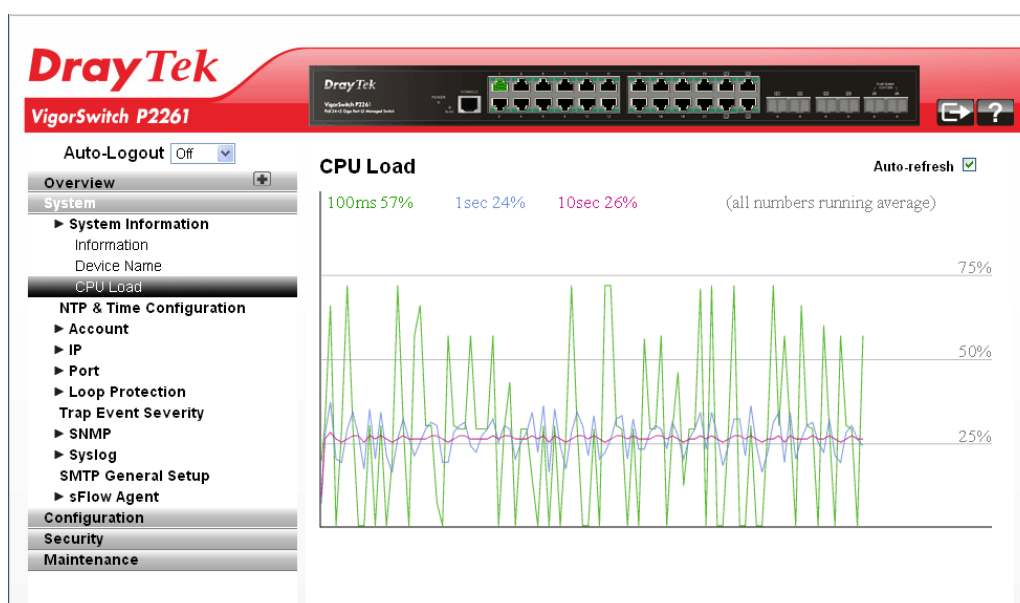 DrayTek
VigorSwitch P2261
DrayTek
VigorSwitch P2261
Auto-Logout Off
Overview
System
System Information
Information
Device Name
CPU Load
NTP & Time Configuration
Account
IP
Port
Loop Protection
Trap Event Severity
SNMP
Syslog
SMTP General Setup
sFlow Agent
Configuration
Security
Maintenance
?
CPU Load
Auto-refresh
100ms 57% 1sec 24% 10sec 26% (all numbers running average)
75%
50%
25%